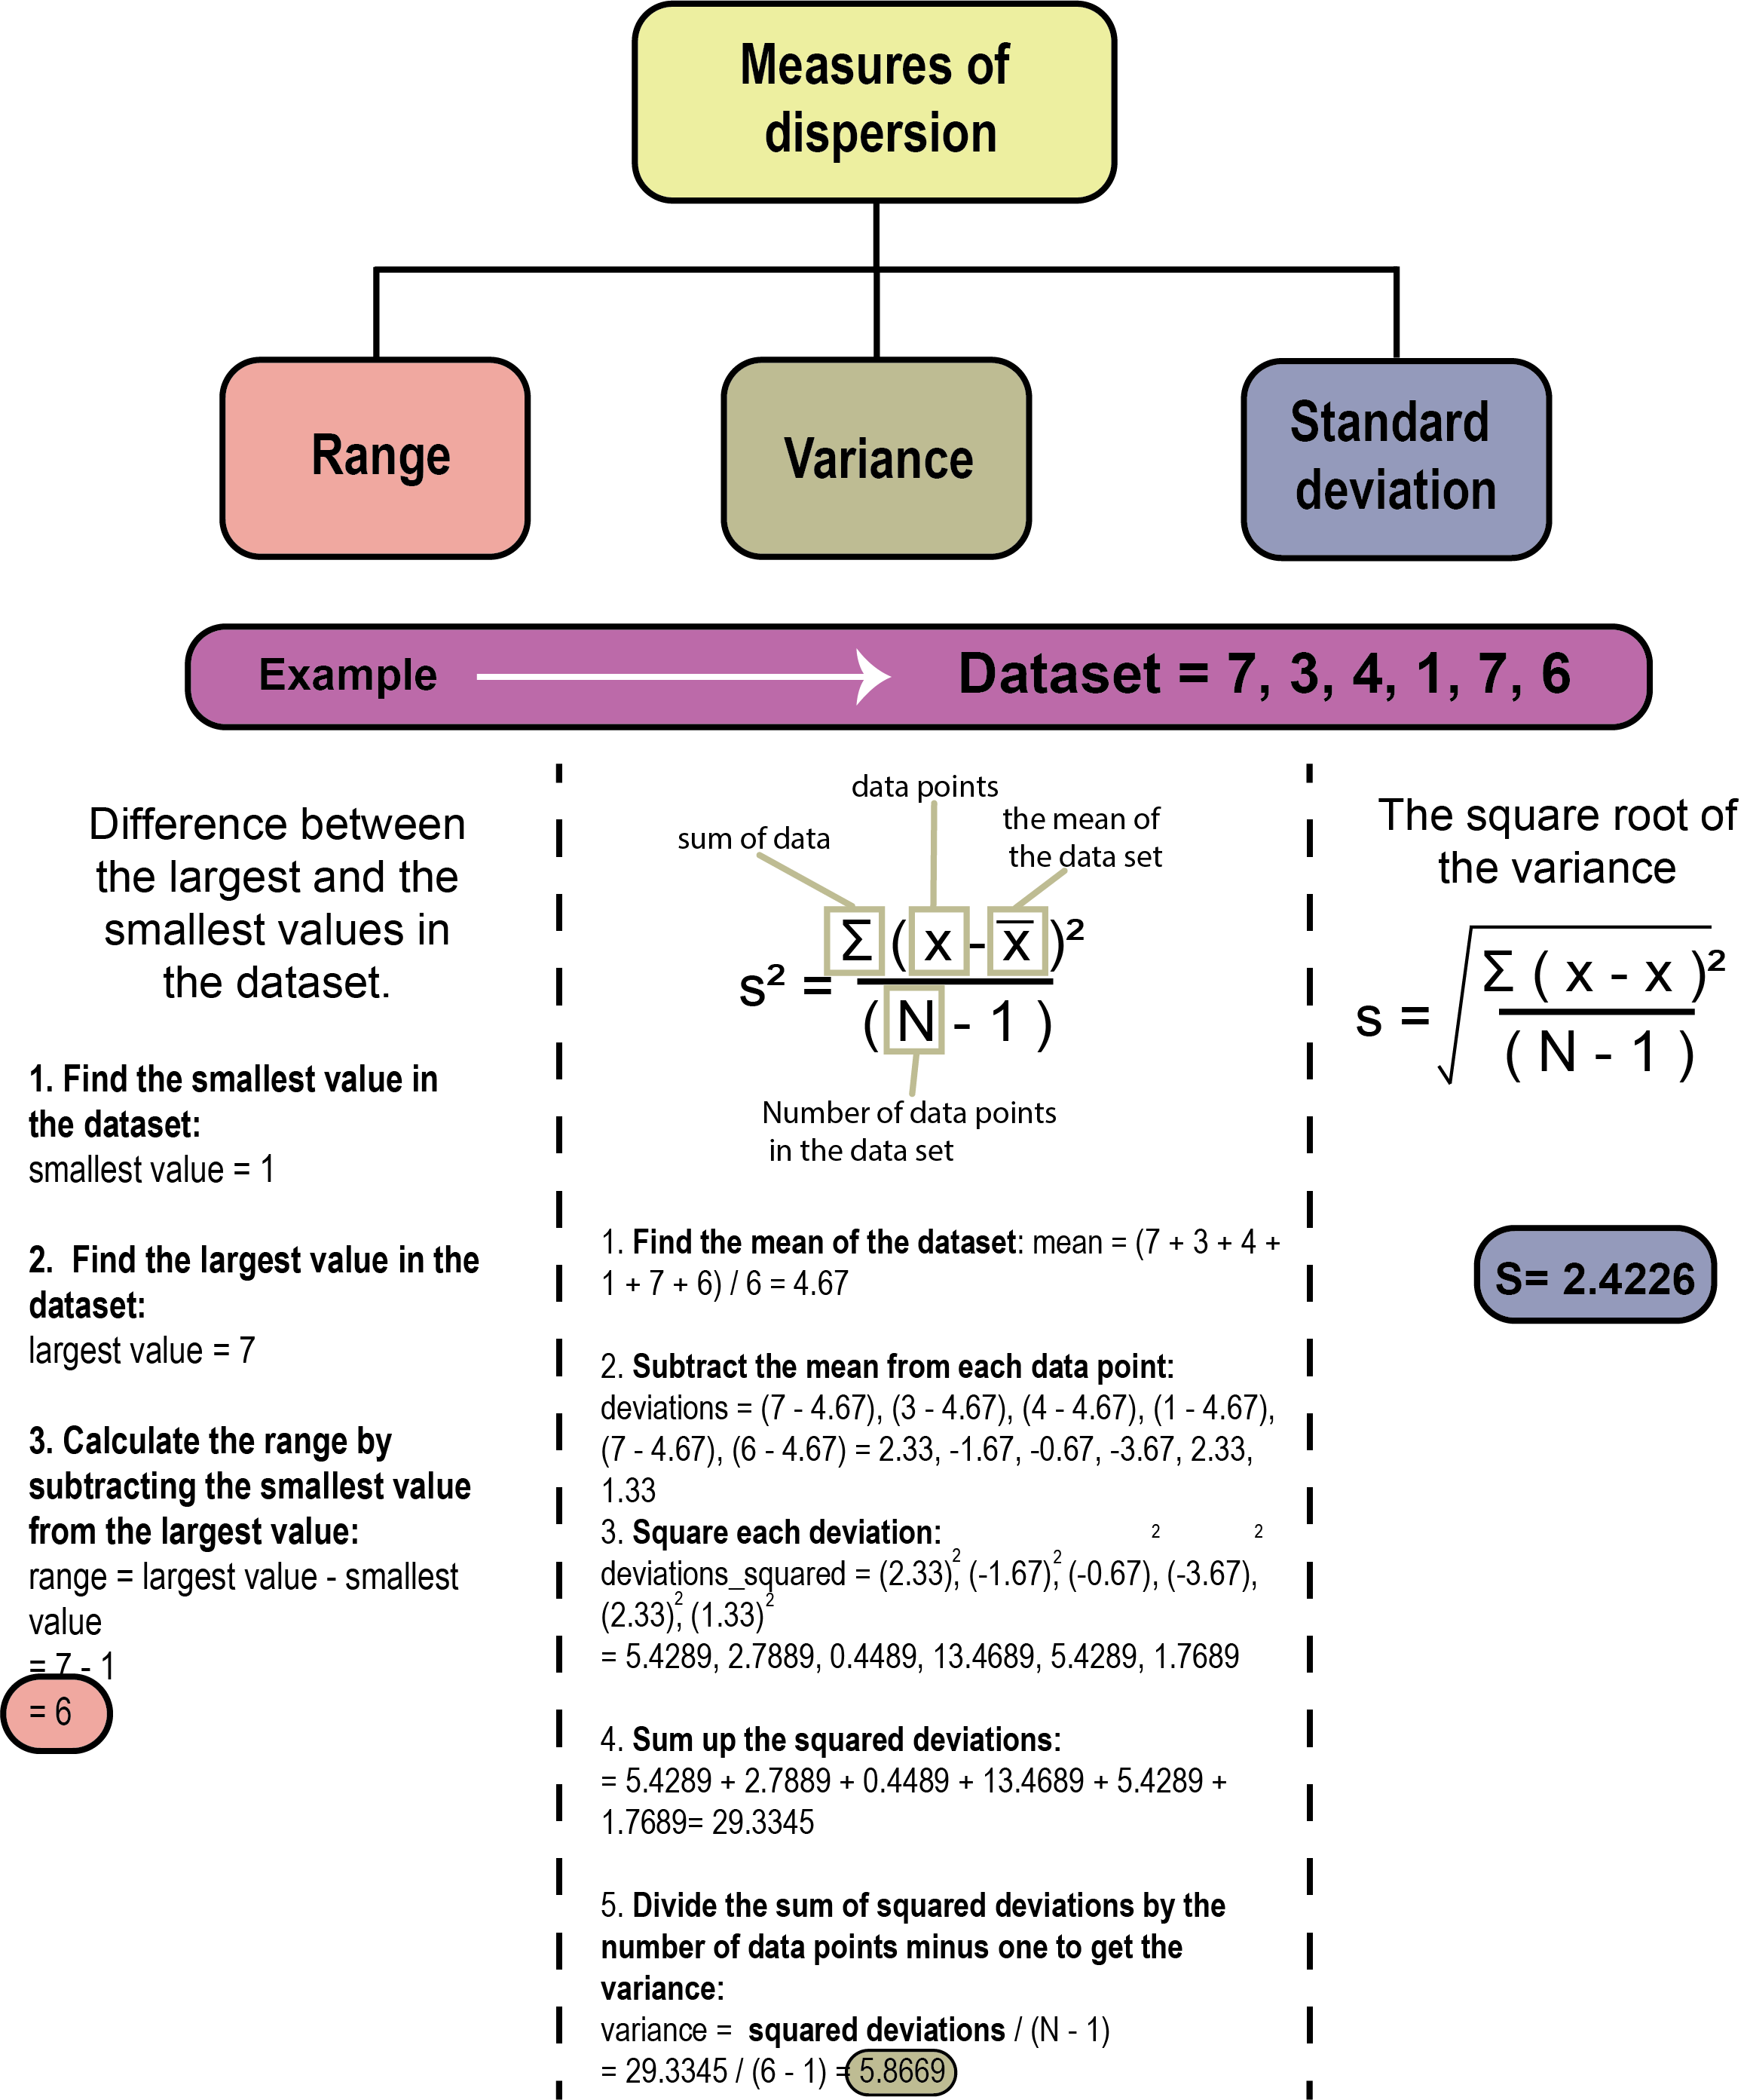 Measures of
dispersion
Range
Variance
Standard
deviation
Example
Dataset = 7, 3, 4, 1, 7, 6
Difference between
the largest and the
smallest values in
the dataset.
1. Find the smallest value in
the dataset:
smallest value = 1
2. Find the largest value in the
dataset:
largest value = 7
3. Calculate the range by
subtracting the smallest value
from the largest value:
range = largest value - smallest
value
= 7 - 1
= 6
data points
sum of data
the mean of
the data set
s² = Σ ( x - x̅ )² / ( N - 1 )
Number of data points
in the data set
1. Find the mean of the dataset: mean = (7 + 3 + 4 +
1 + 7 + 6) / 6 = 4.67
2. Subtract the mean from each data point:
deviations = (7 - 4.67), (3 - 4.67), (4 - 4.67), (1 - 4.67),
(7 - 4.67), (6 - 4.67) = 2.33, -1.67, -0.67, -3.67, 2.33,
1.33
3. Square each deviation:
deviations_squared = (2.33)², (-1.67)², (-0.67)², (-3.67)²,
(2.33)², (1.33)²
= 5.4289, 2.7889, 0.4489, 13.4689, 5.4289, 1.7689
4. Sum up the squared deviations:
= 5.4289 + 2.7889 + 0.4489 + 13.4689 + 5.4289 +
1.7689= 29.3345
5. Divide the sum of squared deviations by the
number of data points minus one to get the
variance:
variance = squared deviations / (N - 1)
= 29.3345 / (6 - 1) = 5.8669
The square root of
the variance
s = √ Σ ( x - x )² / ( N - 1 )
S= 2.4226